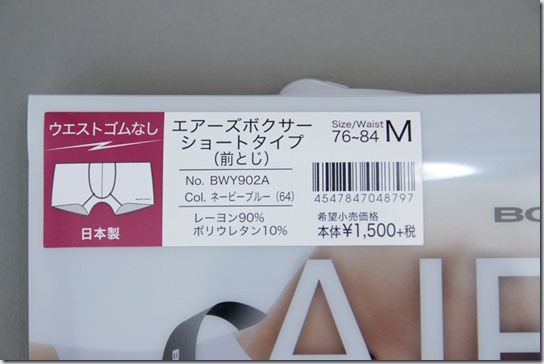 ウエストゴムなし
日本製
エアーズボクサー
ショートタイプ
（前とじ）
No. BWY902A
Col. ネービーブルー（64）
レーヨン90%
ポリウレタン10%
Size/Waist
76~84 M
4547847048797
希望小売価格
本体¥1,500+税